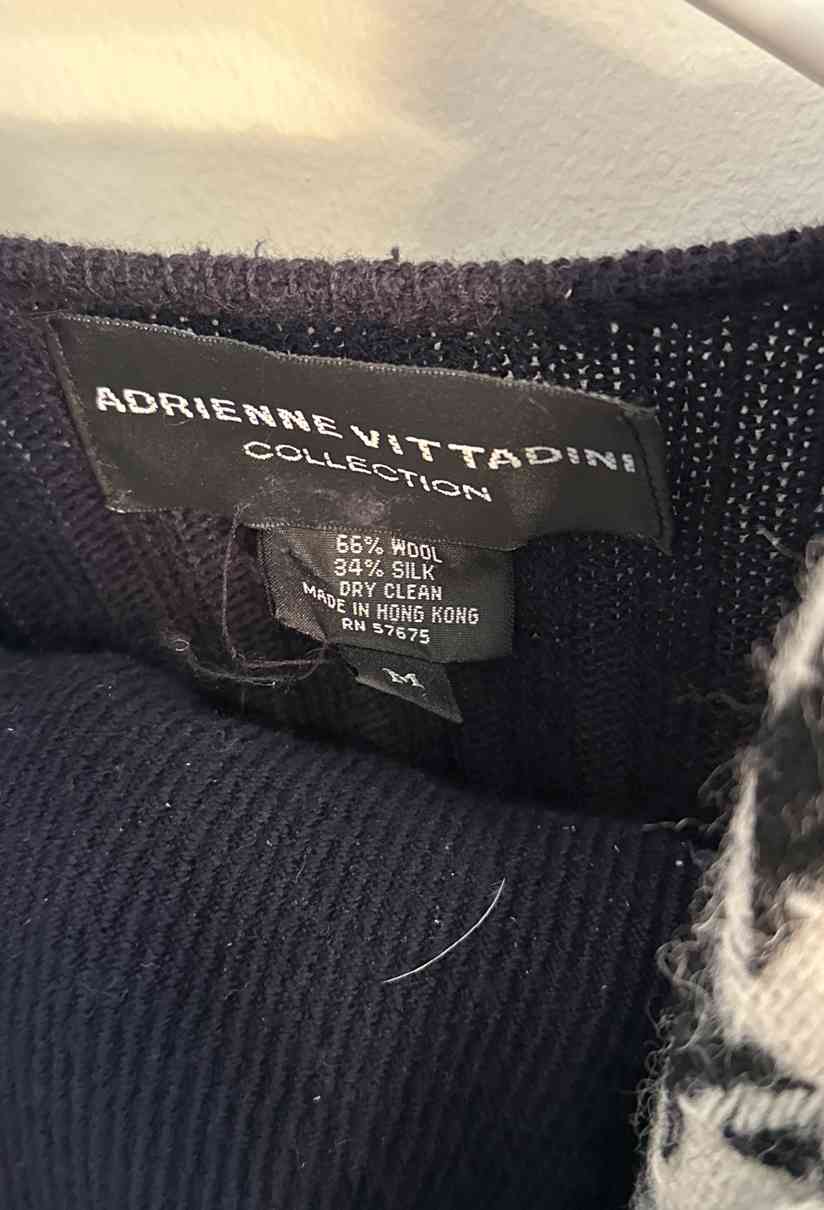 ADRIENNE VITTADINI
COLLECTION
66% WOOL
34% SILK
DRY CLEAN
MADE IN HONG KONG
RN 57675
M